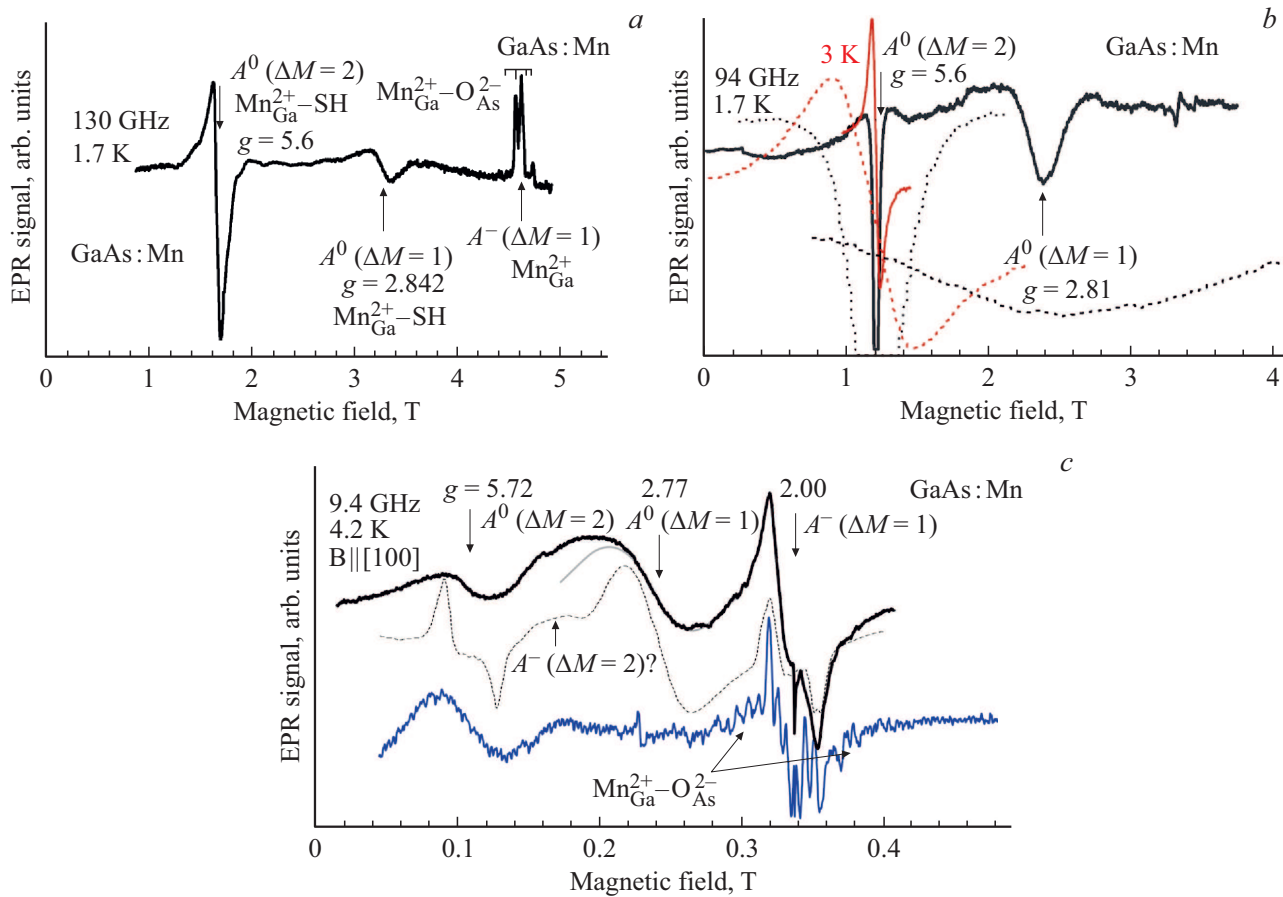 a
GaAs : Mn
A⁰ (ΔM = 2)
Mn²⁺Ga–SH
g = 5.6
Mn²⁺Ga–O²⁻As
130 GHz
1.7 K
GaAs : Mn
A⁰ (ΔM = 1)
g = 2.842
Mn²⁺Ga–SH
A⁻ (ΔM = 1)
Mn²⁺Ga
EPR signal, arb. units
0 1 2 3 4 5
Magnetic field, T
b
3 K
A⁰ (ΔM = 2)
g = 5.6
GaAs : Mn
94 GHz
1.7 K
A⁰ (ΔM = 1)
g = 2.81
EPR signal, arb. units
0 1 2 3 4
Magnetic field, T
c
9.4 GHz
4.2 K
B||[100]
g = 5.72
A⁰ (ΔM = 2)
2.77
A⁰ (ΔM = 1)
2.00
A⁻ (ΔM = 1)
GaAs : Mn
A⁻ (ΔM = 2)?
Mn²⁺Ga–O²⁻As
EPR signal, arb. units
0 0.1 0.2 0.3 0.4
Magnetic field, T